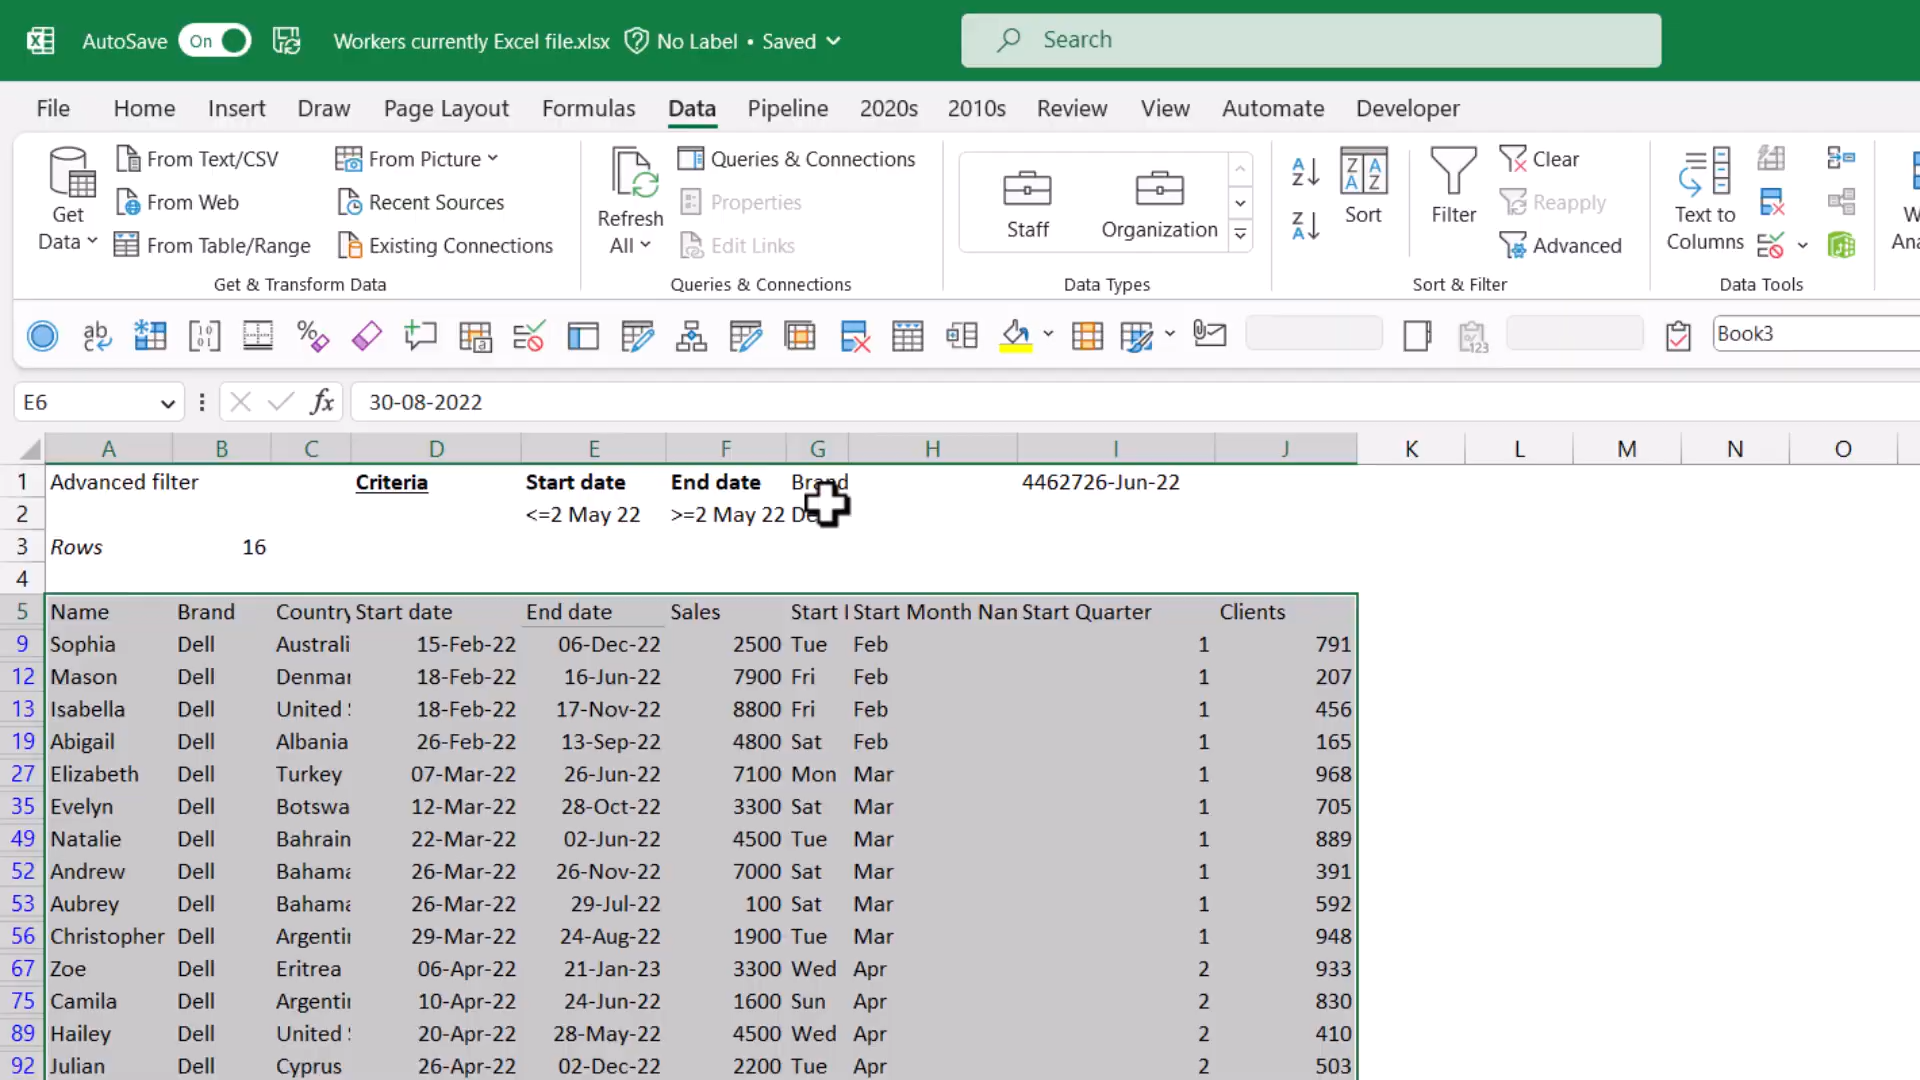 AutoSave On Workers currently Excel file.xlsx No Label • Saved Search
File Home Insert Draw Page Layout Formulas Data Pipeline 2020s 2010s Review View Automate Developer
Get Data
From Text/CSV
From Web
From Table/Range
From Picture
Recent Sources
Existing Connections
Get & Transform Data
Refresh All
Queries & Connections
Properties
Edit Links
Queries & Connections
Staff Organization
Data Types
Sort
Filter
Clear
Reapply
Advanced
Sort & Filter
Text to Columns
Data Tools
Book3
E6 fx 30-08-2022
A B C D E F G H I J K L M N O
1 Advanced filter Criteria Start date End date Brand 4462726-Jun-22
2 <=2 May 22 >=2 May 22
3 Rows 16
4
5 Name Brand Country Start date End date Sales Start Start Month Nan Start Quarter Clients
9 Sophia Dell Australi 15-Feb-22 06-Dec-22 2500 Tue Feb 1 791
12 Mason Dell Denmar 18-Feb-22 16-Jun-22 7900 Fri Feb 1 207
13 Isabella Dell United 18-Feb-22 17-Nov-22 8800 Fri Feb 1 456
19 Abigail Dell Albania 26-Feb-22 13-Sep-22 4800 Sat Feb 1 165
27 Elizabeth Dell Turkey 07-Mar-22 26-Jun-22 7100 Mon Mar 1 968
35 Evelyn Dell Botswa 12-Mar-22 28-Oct-22 3300 Sat Mar 1 705
49 Natalie Dell Bahrain 22-Mar-22 02-Jun-22 4500 Tue Mar 1 889
52 Andrew Dell Bahama 26-Mar-22 26-Nov-22 7000 Sat Mar 1 391
53 Aubrey Dell Bahama 26-Mar-22 29-Jul-22 100 Sat Mar 1 592
56 Christopher Dell Argentin 29-Mar-22 24-Aug-22 1900 Tue Mar 1 948
67 Zoe Dell Eritrea 06-Apr-22 21-Jan-23 3300 Wed Apr 2 933
75 Camila Dell Argentin 10-Apr-22 24-Jun-22 1600 Sun Apr 2 830
89 Hailey Dell United 20-Apr-22 28-May-22 4500 Wed Apr 2 410
92 Julian Dell Cyprus 26-Apr-22 02-Dec-22 2200 Tue Apr 2 503